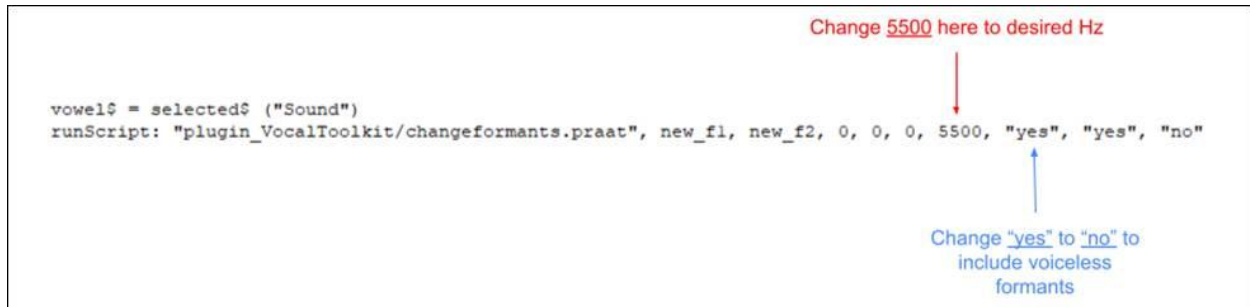 Change 5500 here to desired Hz
vowel$ = selected$ ("Sound")
runScript: "plugin_VocalToolkit/changeformants.praat", new_f1, new_f2, 0, 0, 0, 5500, "yes", "yes", "no"
Change “yes” to “no” to
include voiceless
formants